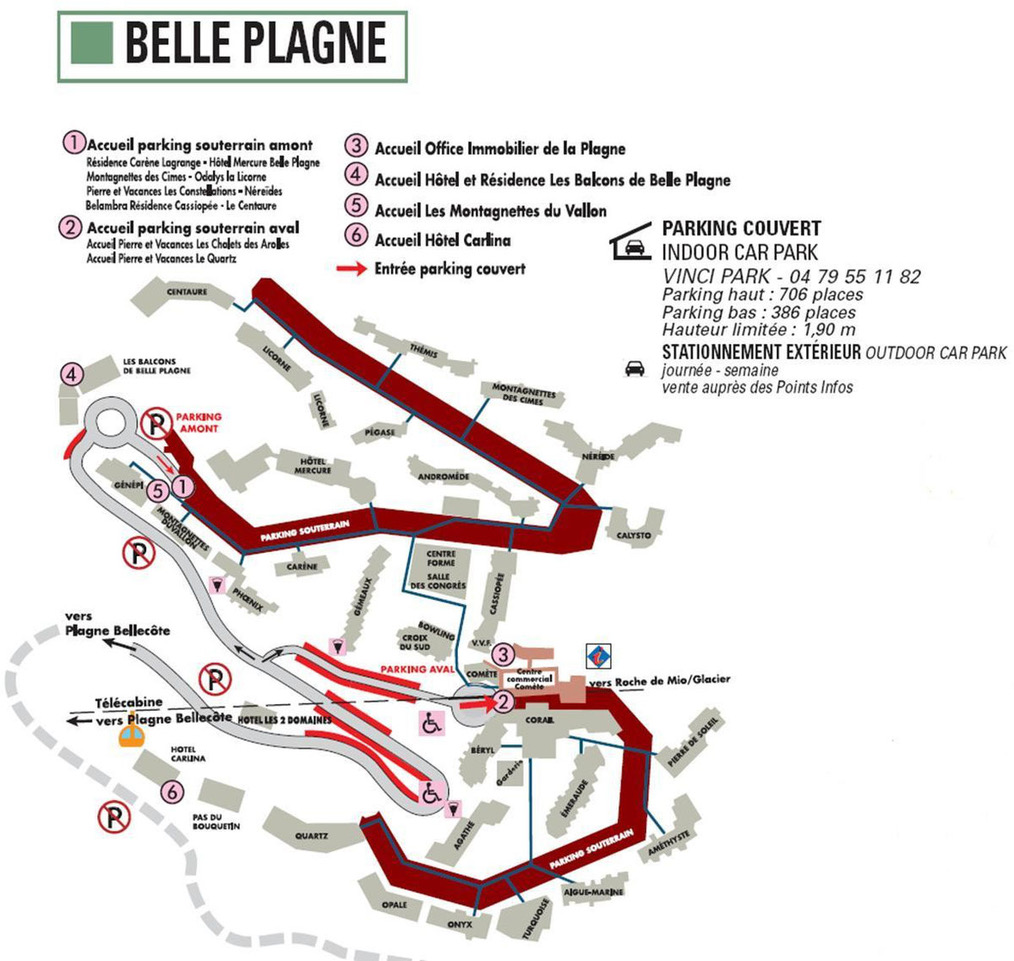 BELLE PLAGNE
1 Accueil parking souterrain amont
Résidence Carène Lagrange - Hôtel Mercure Belle Plagne
Montagnettes des Cimes - Odalys la Licorne
Pierre et Vacances Les Constellations - Néreides
Belambra Résidence Cassiopée - Le Centaure
2 Accueil parking souterrain aval
Accueil Pierre et Vacances Les Chalets des Arolles
Accueil Pierre et Vacances Le Quartz
3 Accueil Office Immobilier de la Plagne
4 Accueil Hôtel et Résidence Les Balcons de Belle Plagne
5 Accueil Les Montagnettes du Vallon
6 Accueil Hôtel Carlina
Entrée parking couvert
PARKING COUVERT
INDOOR CAR PARK
VINCI PARK - 04 79 55 11 82
Parking haut : 706 places
Parking bas : 386 places
Hauteur limitée : 1,90 m
STATIONNEMENT EXTÉRIEUR OUTDOOR CAR PARK
journée - semaine
vente auprès des Points Infos
CENTAURE
LICORNE
THÉMIS
LES BALCONS
DE BELLE PLAGNE
4
LICORNE
MONTAGNETTES
DES CIMES
P
PARKING
AMONT
PÉGASE
NÉRÉIDE
HÔTEL
MERCURE
ANDROMÈDE
GÉNÉPI
5
1
MONTAGNETTES
DUVALLON
PARKING SOUTERRAIN
CALYSTO
P
CARÈNE
CENTRE
FORME
SALLE
DES CONGRÈS
CASSIOPÉE
PHŒNIX
GÉMEAUX
vers
Plagne Bellecôte
BOWLING
CROIX
DU SUD
V.V.F.
3
i
PARKING AVAL
COMÈTE
Centre
commercial
Comète
vers Roche de Mio/Glacier
P
2
Télécabine
vers Plagne Bellecôte
HOTEL LES 2 DOMAINES
CORAIL
HOTEL
CARLINA
BÉRYL
PIERRE DE SOLEIL
Garderie
6
ÉMERAUDE
P
PAS DU
BOUQUETIN
QUARTZ
AGATHE
PARKING SOUTERRAIN
AMÉTHYSTE
AIGUE-MARINE
OPALE
ONYX
TURQUOISE